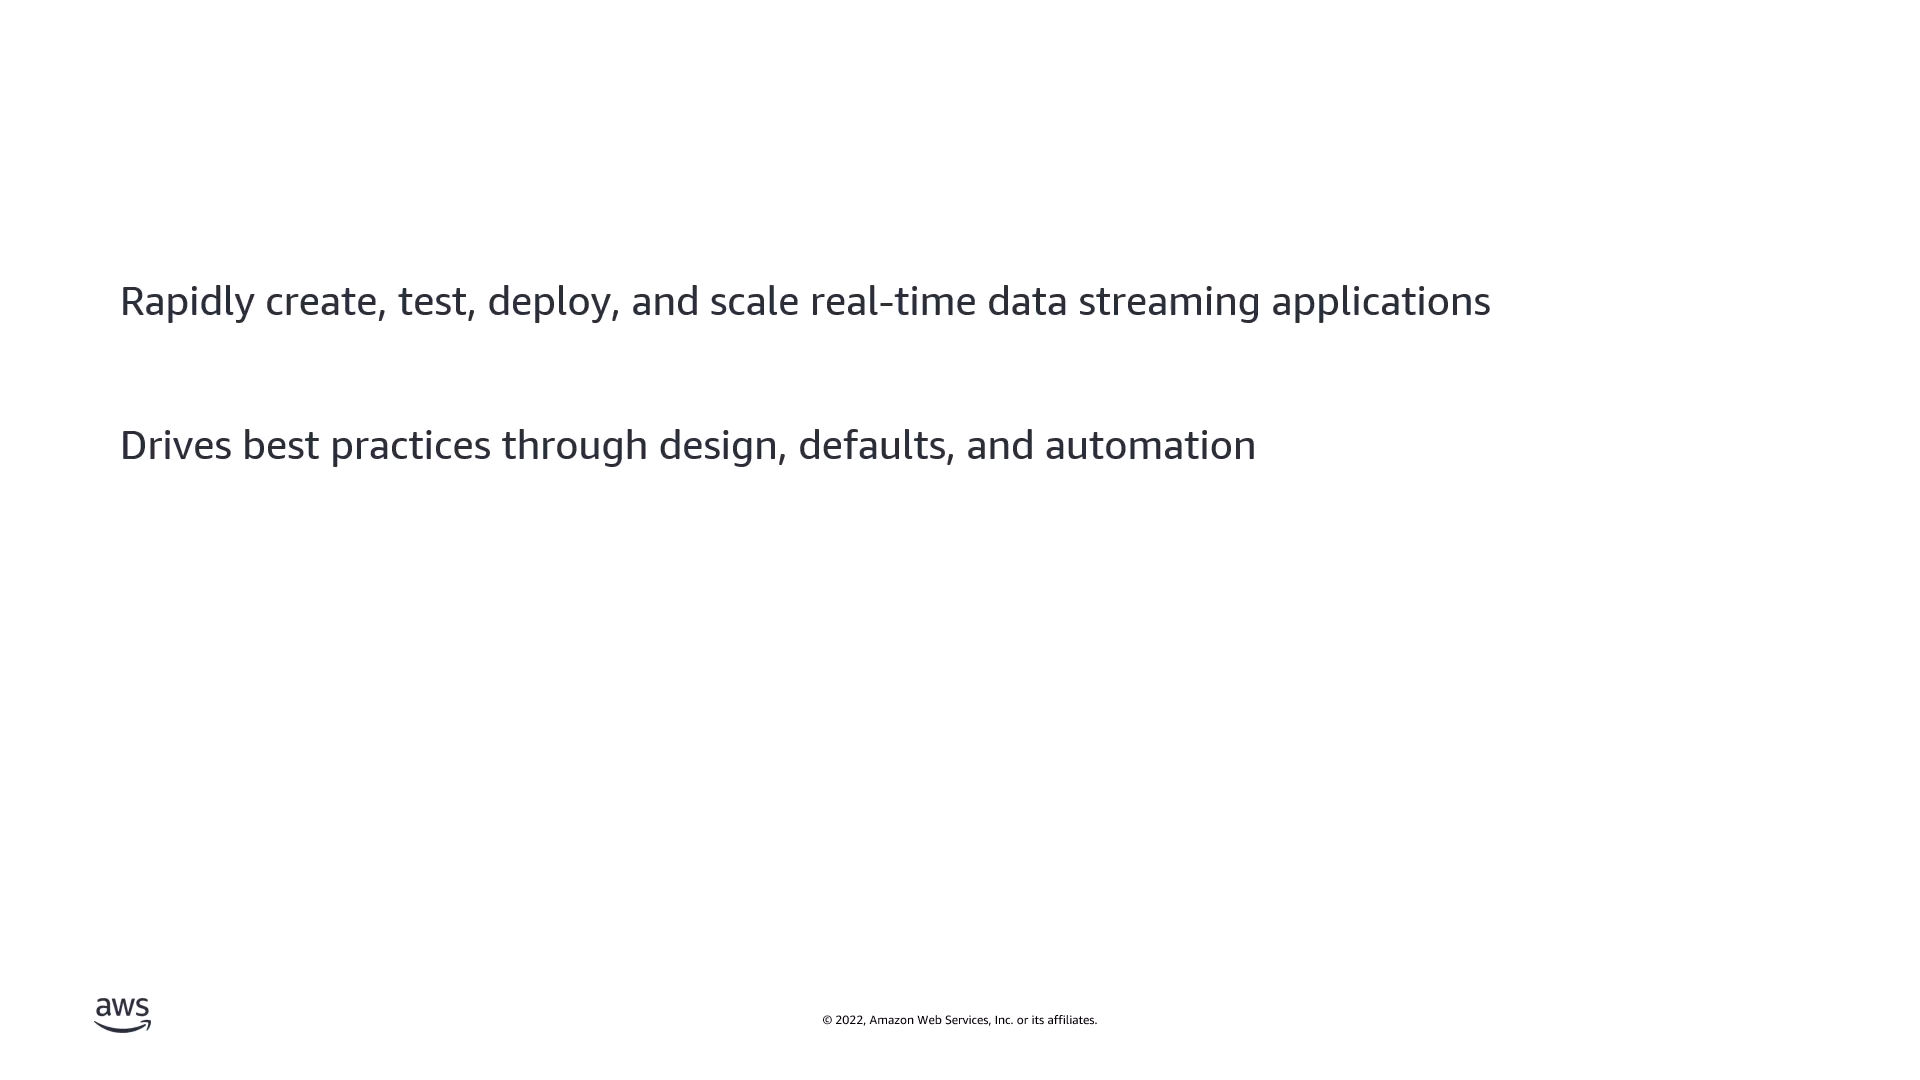 Rapidly create, test, deploy, and scale real-time data streaming applications
Drives best practices through design, defaults, and automation
aws
© 2022, Amazon Web Services, Inc. or its affiliates.